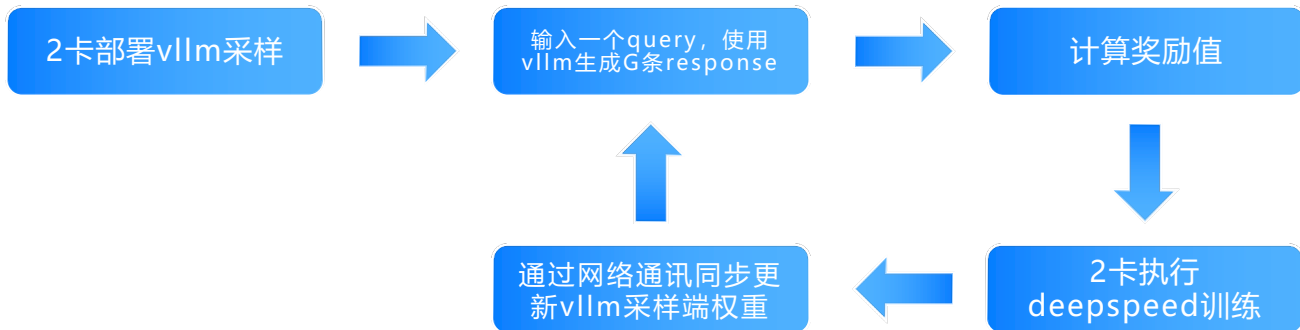 2卡部署vllm采样
输入一个query，使用
vllm生成G条response
计算奖励值
通过网络通讯同步更
新vllm采样端权重
2卡执行
deepspeed训练